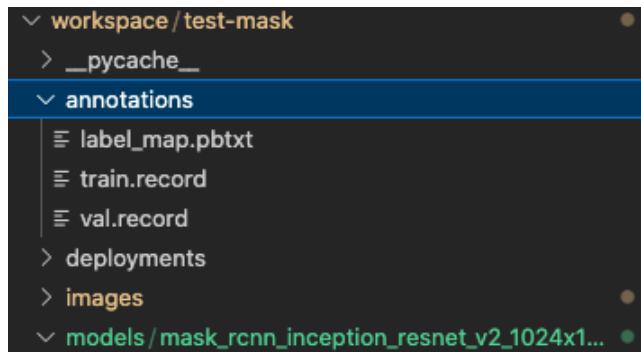 workspace/test-mask
__pycache__
annotations
label_map.pbtxt
train.record
val.record
deployments
images
models/mask_rcnn_inception_resnet_v2_1024x1...